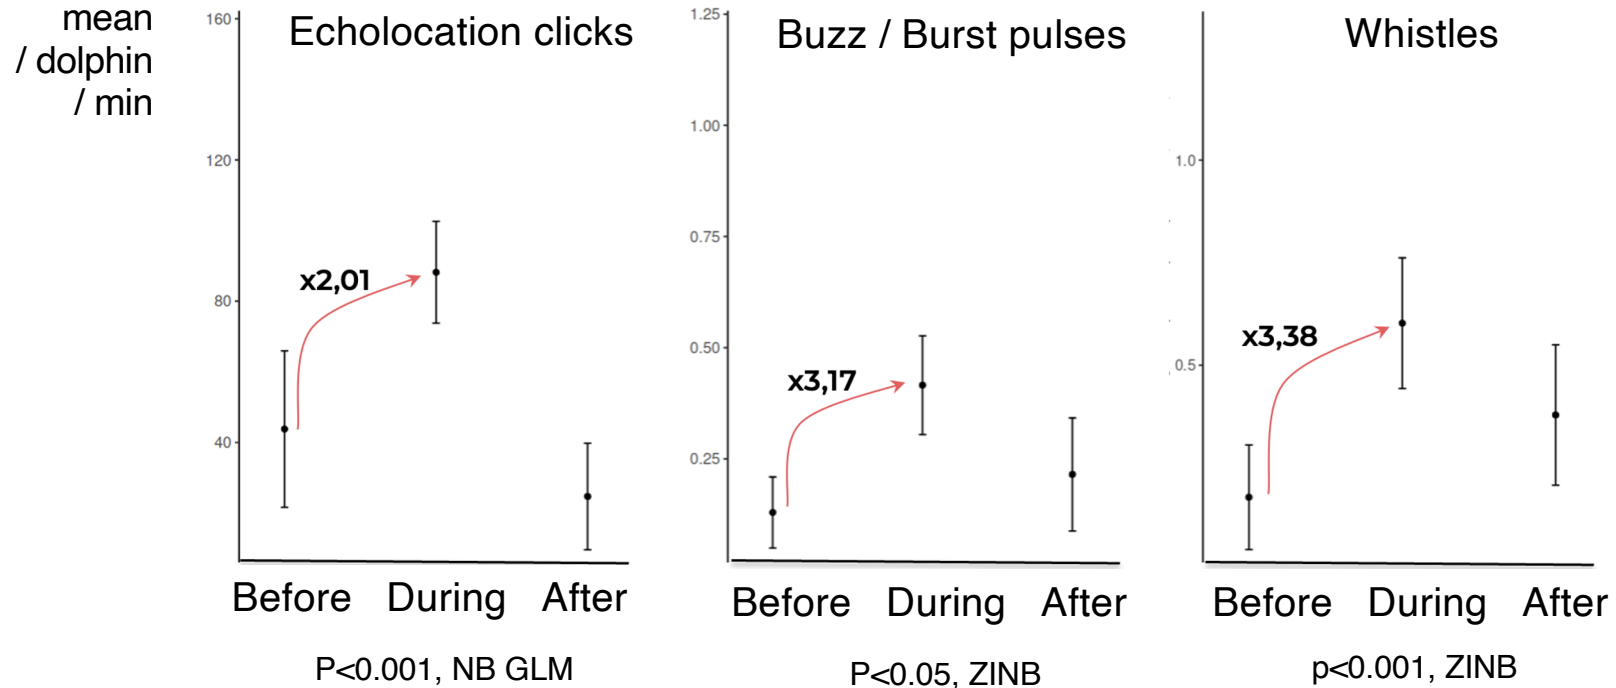 mean
/ dolphin
/ min
Echolocation clicks
160
120
80
40
x2,01
Before During After
P<0.001, NB GLM
Buzz / Burst pulses
1.25
1.00
0.75
0.50
0.25
x3,17
Before During After
P<0.05, ZINB
Whistles
1.0
0.5
x3,38
Before During After
p<0.001, ZINB